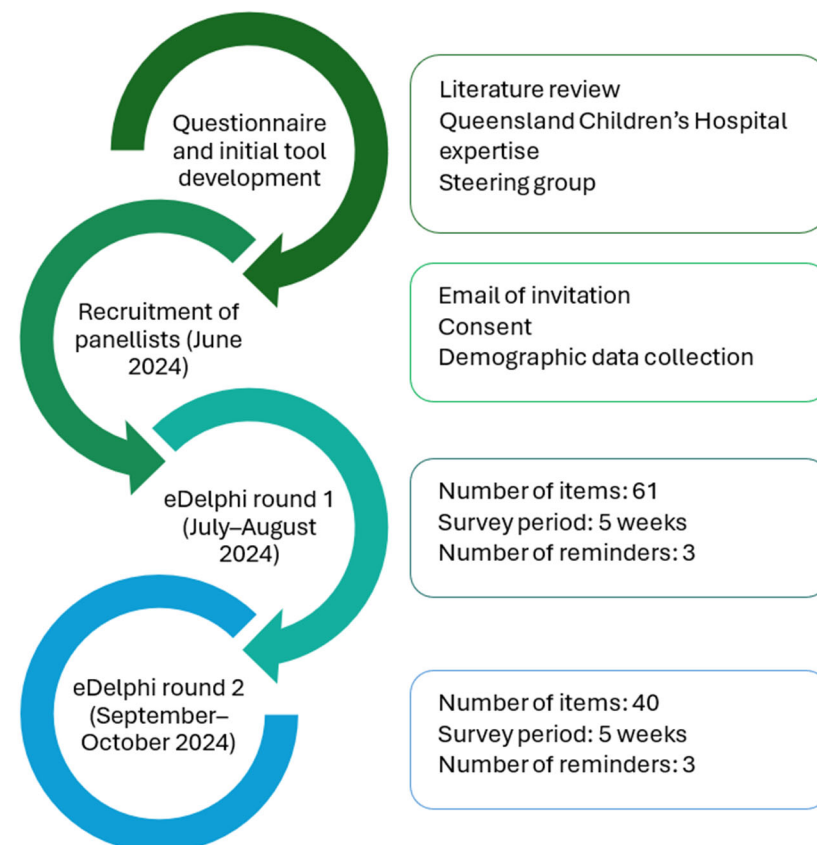 Questionnaire
and initial tool
development
Literature review
Queensland Children's Hospital
expertise
Steering group
Recruitment of
panellists (June
2024)
Email of invitation
Consent
Demographic data collection
eDelphi round 1
(July–August
2024)
Number of items: 61
Survey period: 5 weeks
Number of reminders: 3
eDelphi round 2
(September–
October 2024)
Number of items: 40
Survey period: 5 weeks
Number of reminders: 3